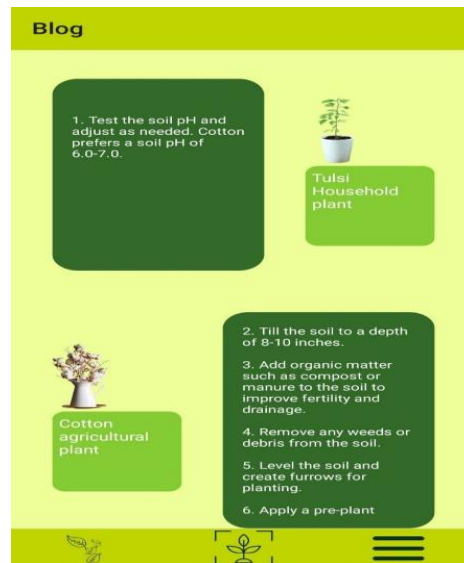 Blog
1. Test the soil pH and
adjust as needed. Cotton
prefers a soil pH of
6.0-7.0.
Tulsi
Household
plant
2. Till the soil to a depth
of 8-10 inches.
3. Add organic matter
such as compost or
manure to the soil to
improve fertility and
drainage.
4. Remove any weeds or
debris from the soil.
5. Level the soil and
create furrows for
planting.
6. Apply a pre-plant
Cotton
agricultural
plant